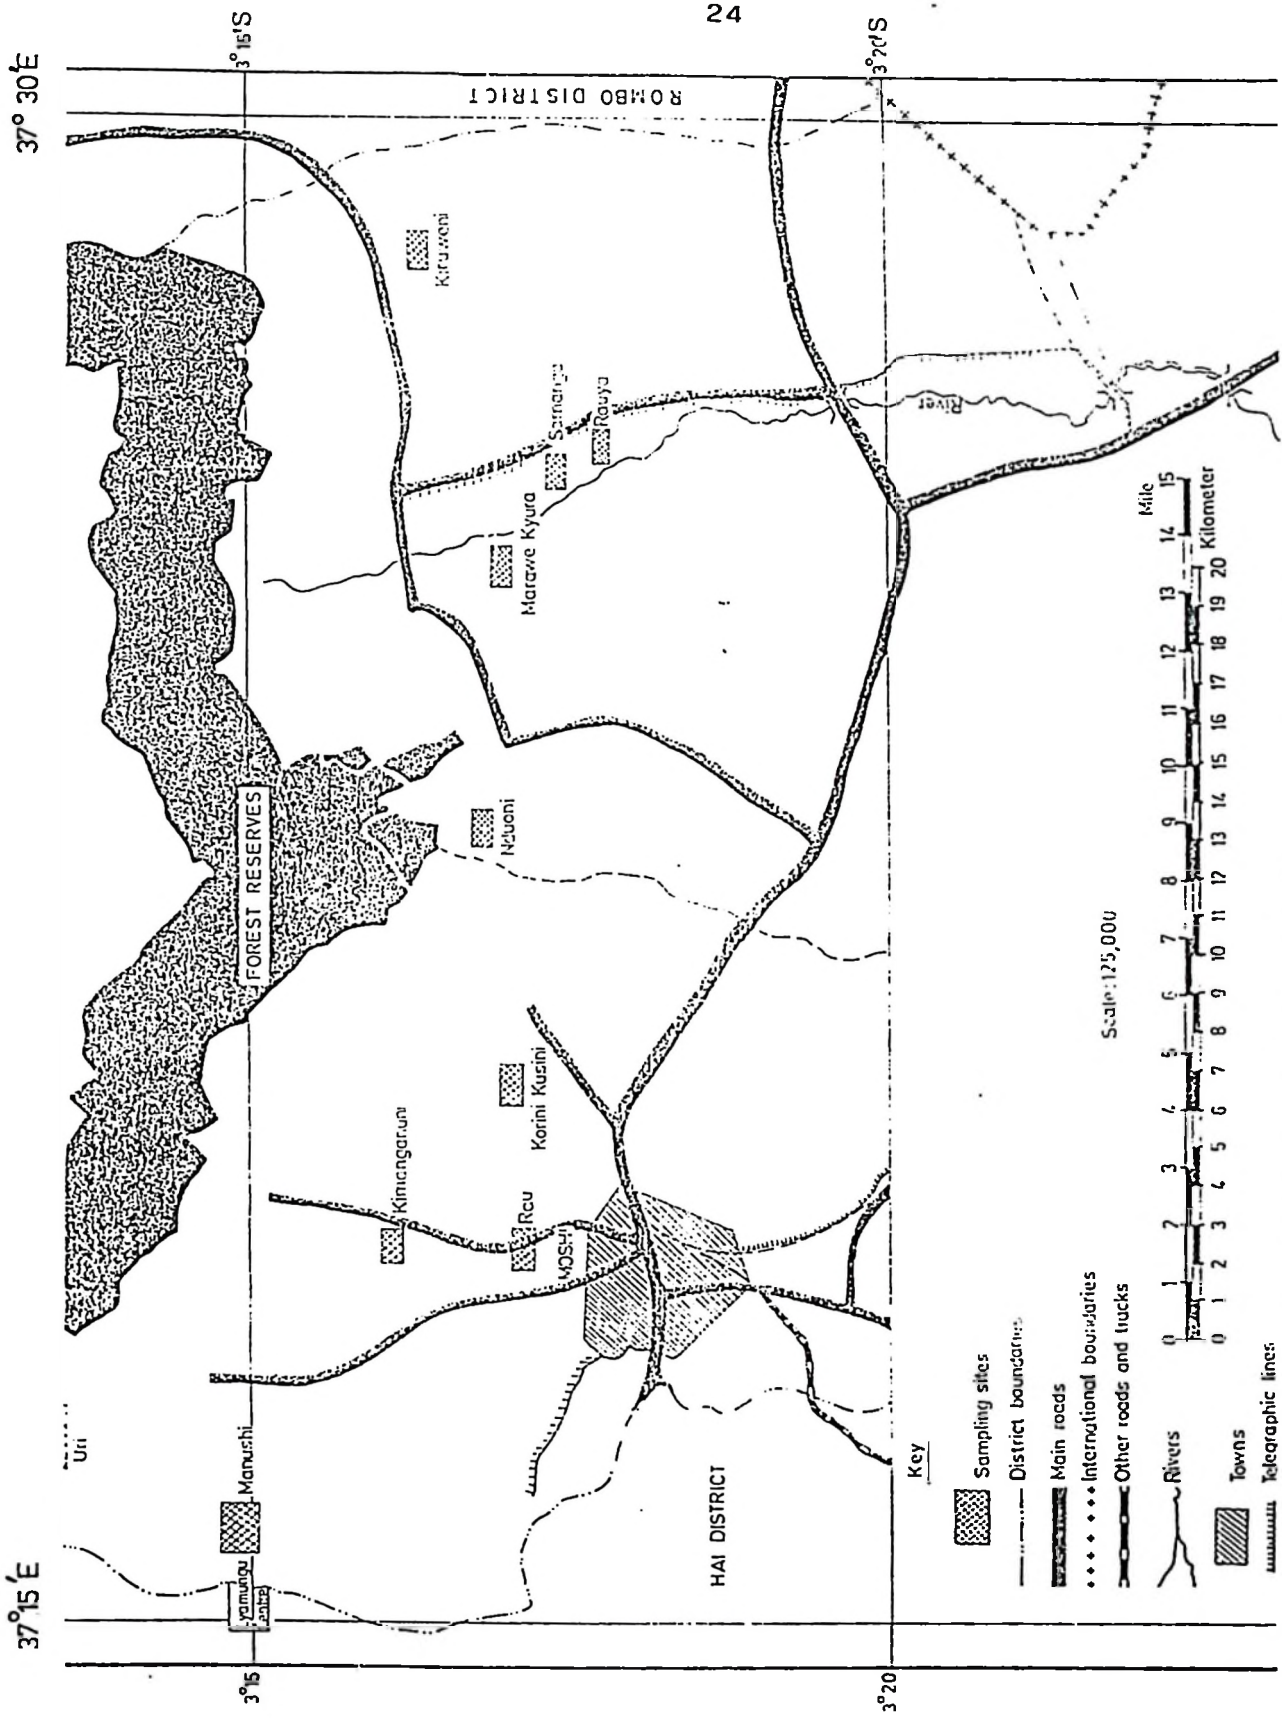 37° 15' E
37° 30' E
3°15
3°15'S
3°20
3°20'S
24
Uri
Manushi
yamungu
FOREST RESERVES
Kimangaruni
Rau
MOSHI
Korini Kusini
Nduoni
Marawe Kyura
Samanga
Rauya
Kiruweni
ROMBO DISTRICT
HAI DISTRICT
River
Key
Sampling sites
District boundaries
Main roads
International boundaries
Other roads and tracks
Rivers
Towns
Telegraphic lines
Scale:125,000
0 1 2 3 4 5 6 7 8 9 10 11 12 13 14 15
Mile
0 1 2 3 4 5 6 7 8 9 10 11 12 13 14 15 16 17 18 19 20
Kilometer